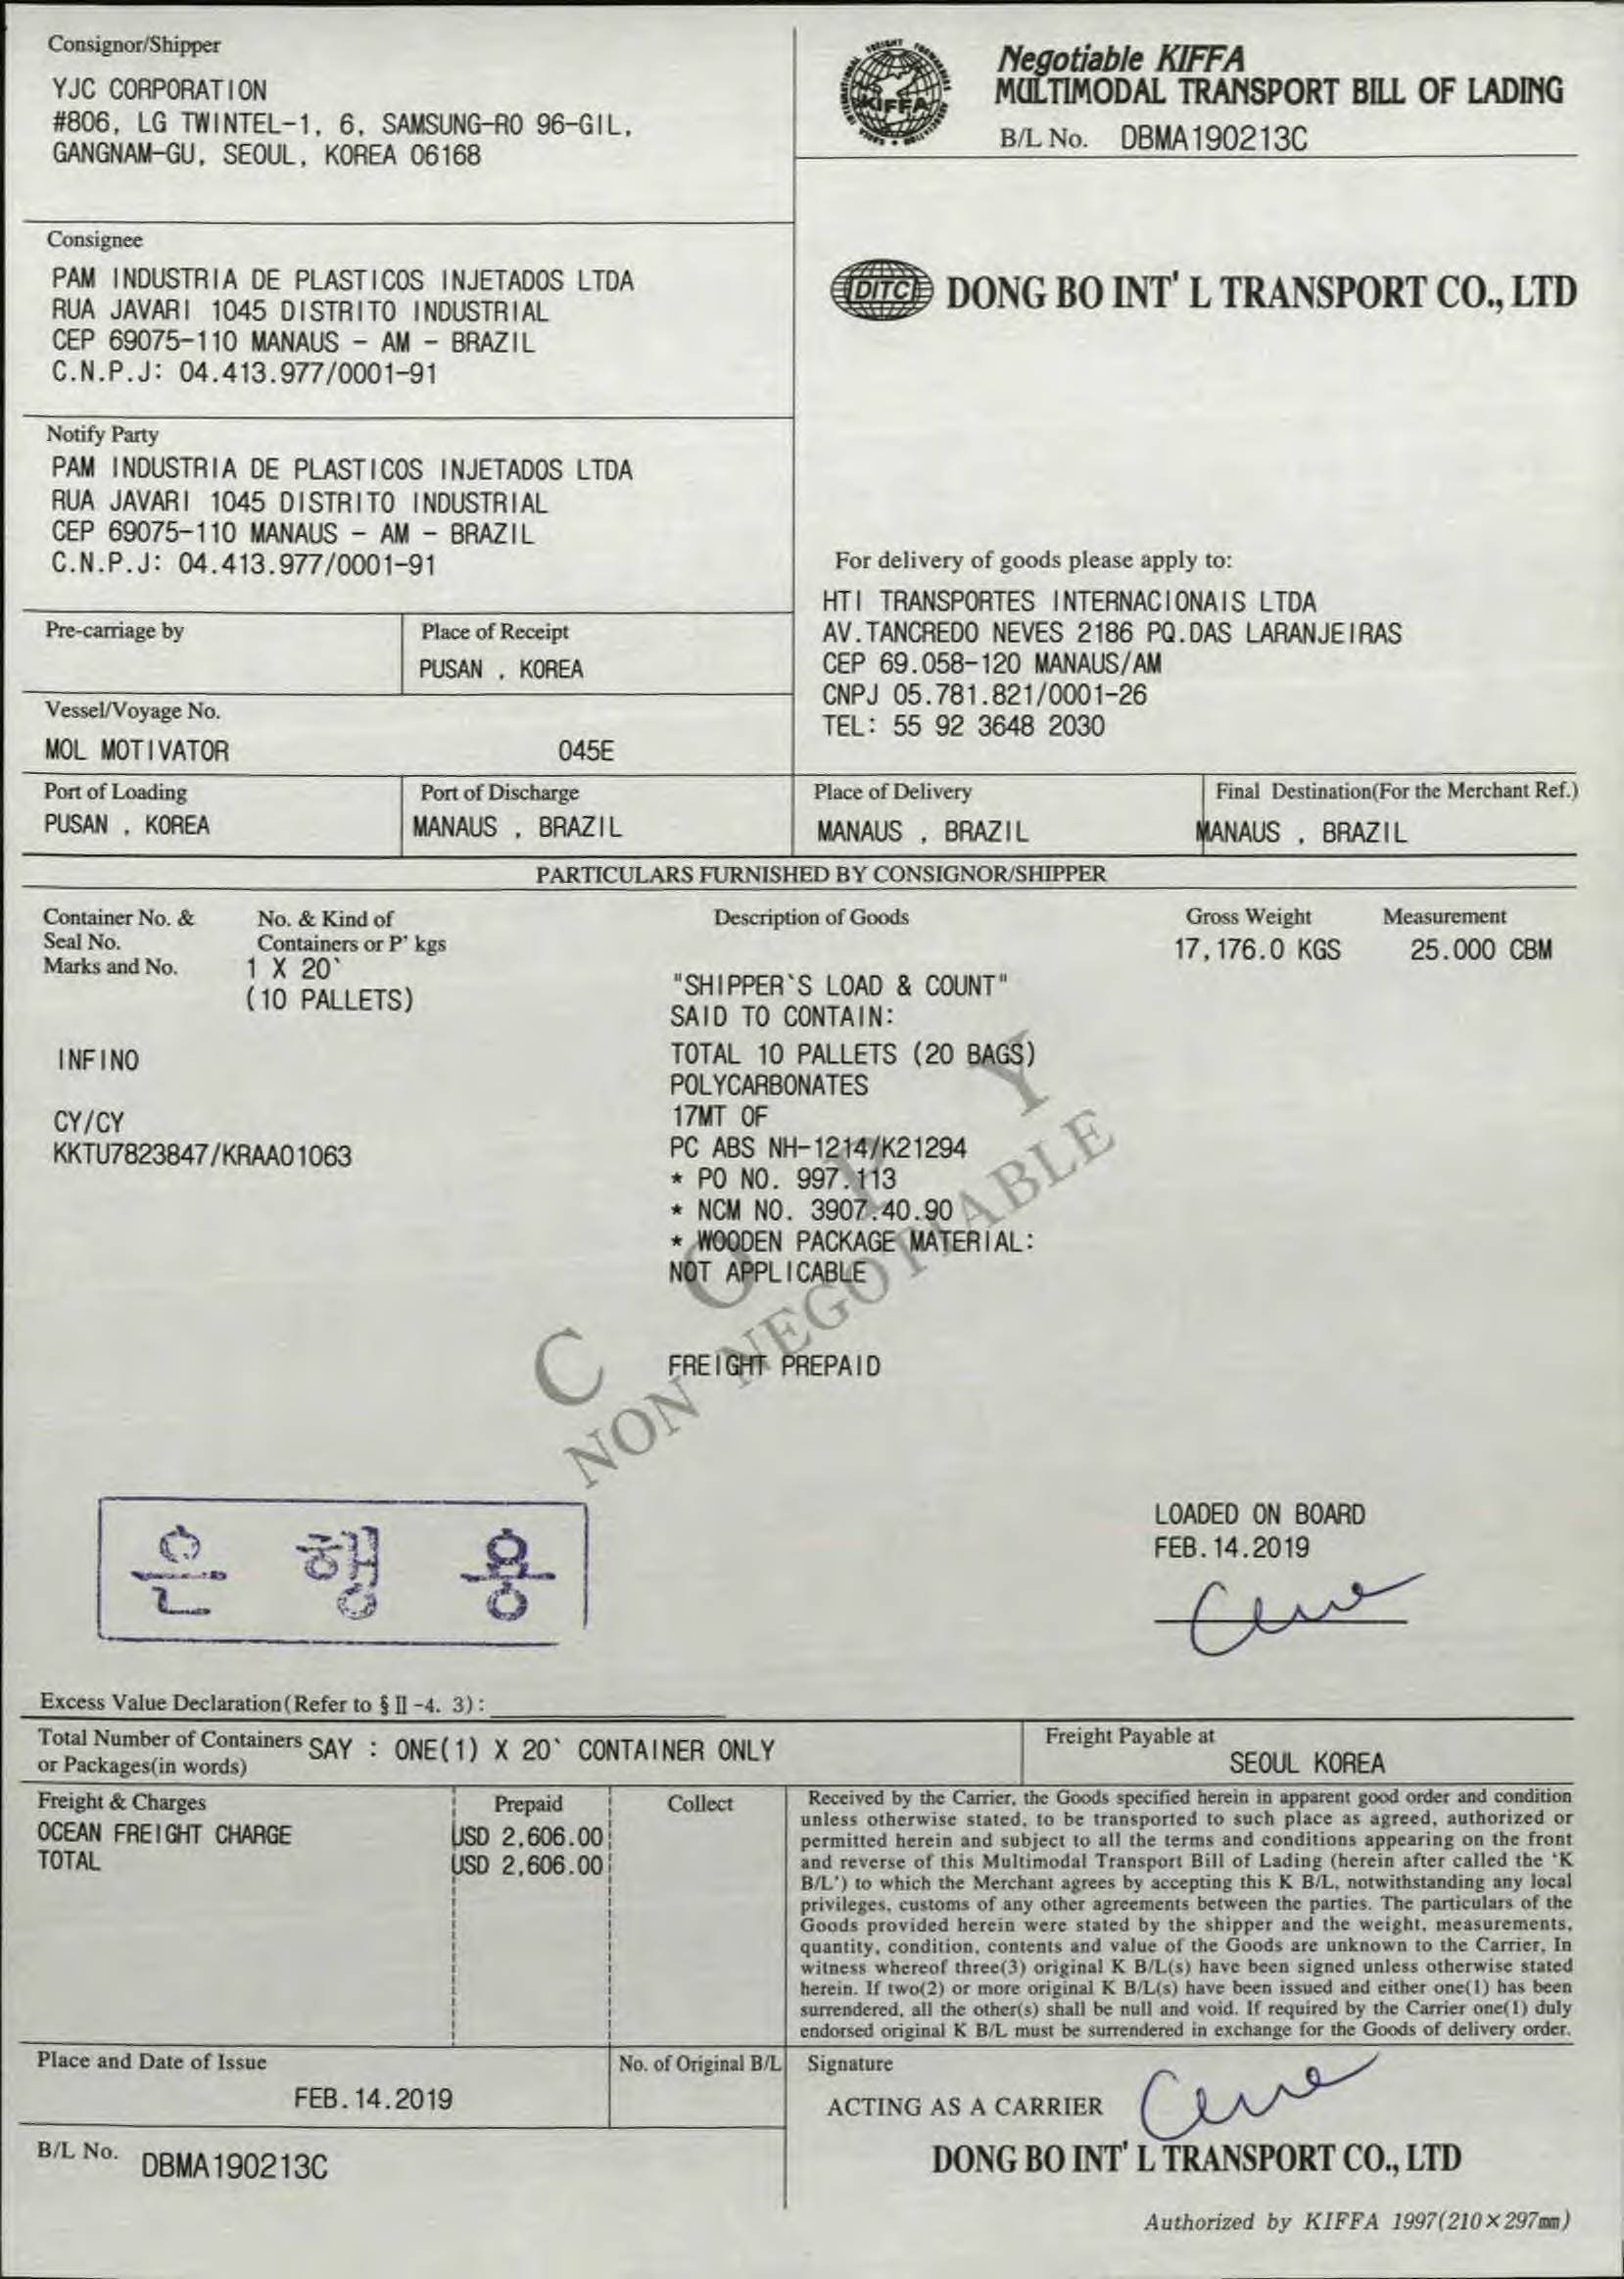 Consignor/Shipper
YJC CORPORATION
#806, LG TWINTEL-1, 6, SAMSUNG-RO 96-GIL,
GANGNAM-GU, SEOUL, KOREA 06168
KIFFA
Negotiable KIFFA
MULTIMODAL TRANSPORT BILL OF LADING
B/L No. DBMA190213C
Consignee
PAM INDUSTRIA DE PLASTICOS INJETADOS LTDA
RUA JAVARI 1045 DISTRITO INDUSTRIAL
CEP 69075-110 MANAUS - AM - BRAZIL
C.N.P.J: 04.413.977/0001-91
DITC DONG BO INT' L TRANSPORT CO., LTD
Notify Party
PAM INDUSTRIA DE PLASTICOS INJETADOS LTDA
RUA JAVARI 1045 DISTRITO INDUSTRIAL
CEP 69075-110 MANAUS - AM - BRAZIL
C.N.P.J: 04.413.977/0001-91
For delivery of goods please apply to:
HTI TRANSPORTES INTERNACIONAIS LTDA
AV.TANCREDO NEVES 2186 PQ.DAS LARANJEIRAS
CEP 69.058-120 MANAUS/AM
CNPJ 05.781.821/0001-26
TEL: 55 92 3648 2030
Pre-carriage by
Place of Receipt
PUSAN , KOREA
Vessel/Voyage No.
MOL MOTIVATOR 045E
Port of Loading
PUSAN , KOREA
Port of Discharge
MANAUS , BRAZIL
Place of Delivery
MANAUS , BRAZIL
Final Destination(For the Merchant Ref.)
MANAUS , BRAZIL
PARTICULARS FURNISHED BY CONSIGNOR/SHIPPER
Container No. &
Seal No.
Marks and No.
No. & Kind of
Containers or P' kgs
1 X 20`
(10 PALLETS)
Description of Goods
Gross Weight
17,176.0 KGS
Measurement
25.000 CBM
INFINO
CY/CY
KKTU7823847/KRAA01063
"SHIPPER`S LOAD & COUNT"
SAID TO CONTAIN:
TOTAL 10 PALLETS (20 BAGS)
POLYCARBONATES
17MT OF
PC ABS NH-1214/K21294
* PO NO. 997.113
* NCM NO. 3907.40.90
* WOODEN PACKAGE MATERIAL:
NOT APPLICABLE
FREIGHT PREPAID
COPY
NON NEGOTIABLE
은 행 용
LOADED ON BOARD
FEB.14.2019
Excess Value Declaration(Refer to § II -4. 3) :
Total Number of Containers
or Packages(in words)
SAY : ONE(1) X 20` CONTAINER ONLY
Freight Payable at
SEOUL KOREA
Freight & Charges Prepaid Collect
OCEAN FREIGHT CHARGE USD 2,606.00
TOTAL USD 2,606.00
Received by the Carrier, the Goods specified herein in apparent good order and condition
unless otherwise stated, to be transported to such place as agreed, authorized or
permitted herein and subject to all the terms and conditions appearing on the front
and reverse of this Multimodal Transport Bill of Lading (herein after called the 'K
B/L') to which the Merchant agrees by accepting this K B/L, notwithstanding any local
privileges, customs of any other agreements between the parties. The particulars of the
Goods provided herein were stated by the shipper and the weight, measurements,
quantity, condition, contents and value of the Goods are unknown to the Carrier, In
witness whereof three(3) original K B/L(s) have been signed unless otherwise stated
herein. If two(2) or more original K B/L(s) have been issued and either one(1) has been
surrendered, all the other(s) shall be null and void. If required by the Carrier one(1) duly
endorsed original K B/L must be surrendered in exchange for the Goods of delivery order.
Place and Date of Issue
FEB.14.2019
No. of Original B/L
Signature
ACTING AS A CARRIER
DONG BO INT' L TRANSPORT CO., LTD
B/L No. DBMA190213C
Authorized by KIFFA 1997(210×297mm)